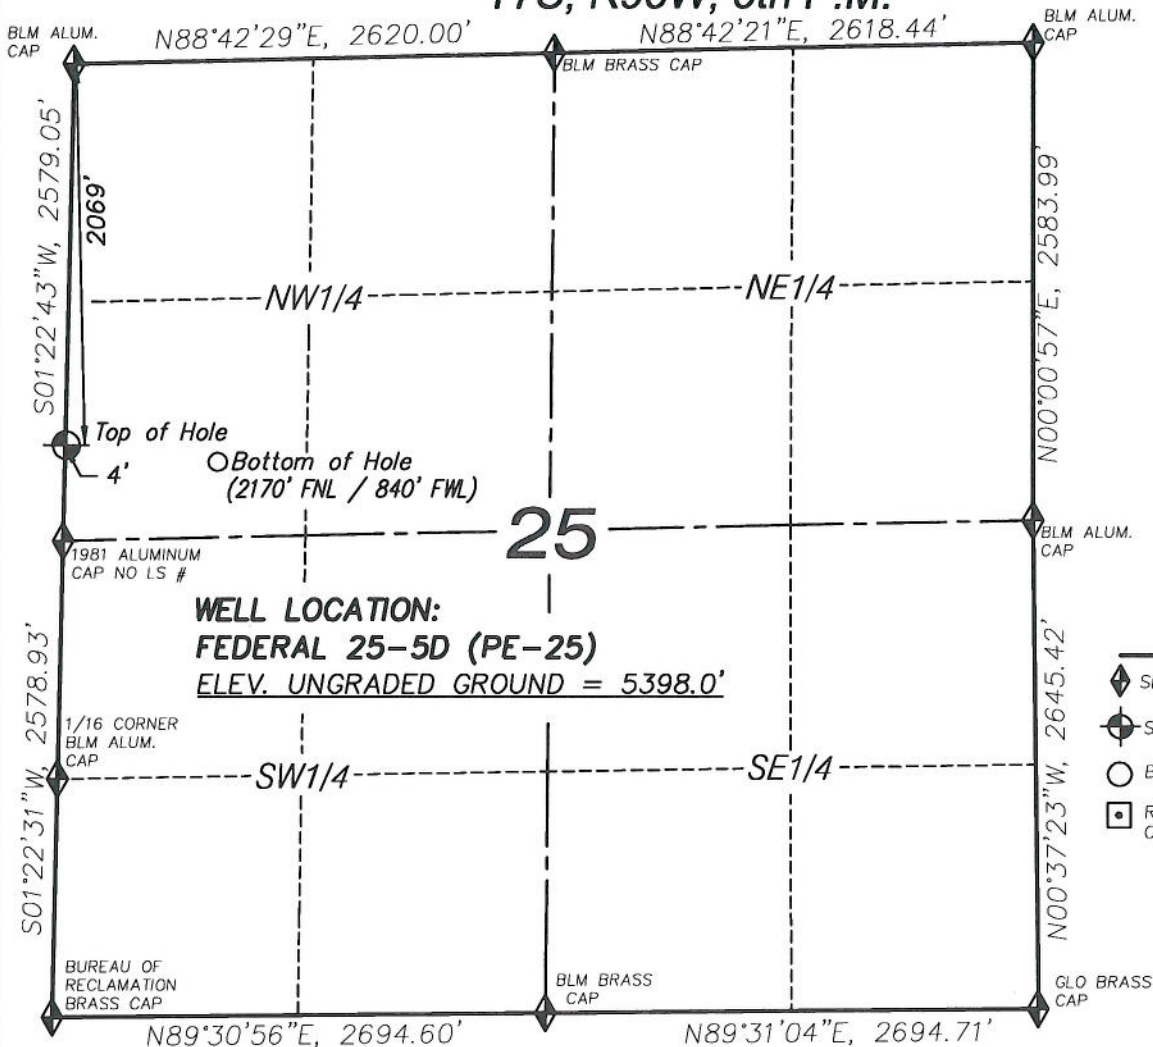 R96W, 6th P.M.
BLM ALUM.
CAP
N88°42'29"E, 2620.00'
N88°42'21"E, 2618.44'
BLM ALUM.
CAP
BLM BRASS CAP
S01°22'43"W, 2579.05'
2069'
N00°00'57"E, 2583.99'
NW1/4
NE1/4
Top of Hole
4'
Bottom of Hole
(2170' FNL / 840' FWL)
25
1981 ALUMINUM
CAP NO LS #
BLM ALUM.
CAP
WELL LOCATION:
FEDERAL 25-5D (PE-25)
ELEV. UNGRADED GROUND = 5398.0'
S01°22'31"W, 2578.93'
1/16 CORNER
BLM ALUM.
CAP
N00°37'23"W, 2645.42'
SW1/4
SE1/4
BUREAU OF
RECLAMATION
BRASS CAP
BLM BRASS
CAP
GLO BRASS
CAP
N89°30'56"E, 2694.60'
N89°31'04"E, 2694.71'